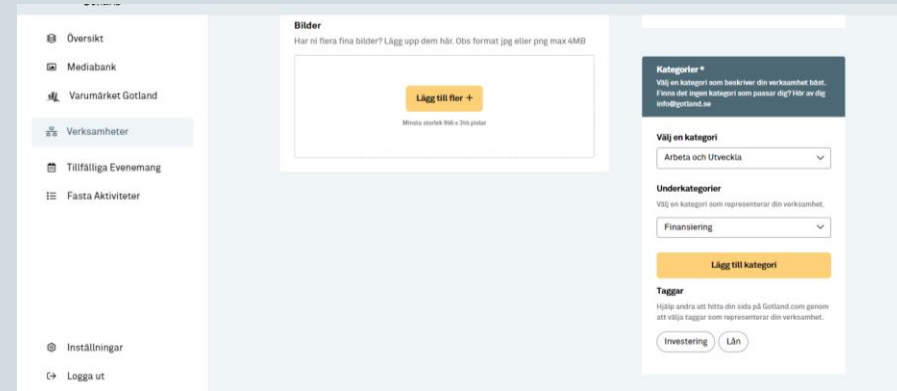 Översikt
Mediabank
Varumärket Gotland
Verksamheter
Tillfälliga Evenemang
Fasta Aktiviteter
Inställningar
Logga ut
Bilder
Har ni flera fina bilder? Lägg upp dem här. Obs format jpg eller png max 4MB
Lägg till fler +
Minsta storlek
pixlar
Kategorier *
Välj en kategori som beskriver din verksamhet bäst.
Finns det ingen kategori som passar dig? Hör av dig
info@gotland.se
Välj en kategori
Arbeta och Utveckla
Underkategorier
Välj en kategori som representerar din verksamhet.
Finansiering
Lägg till kategori
Taggar
Hjälp andra att hitta din sida på Gotland.com genom
att välja taggar som representerar din verksamhet.
Investering
Lån